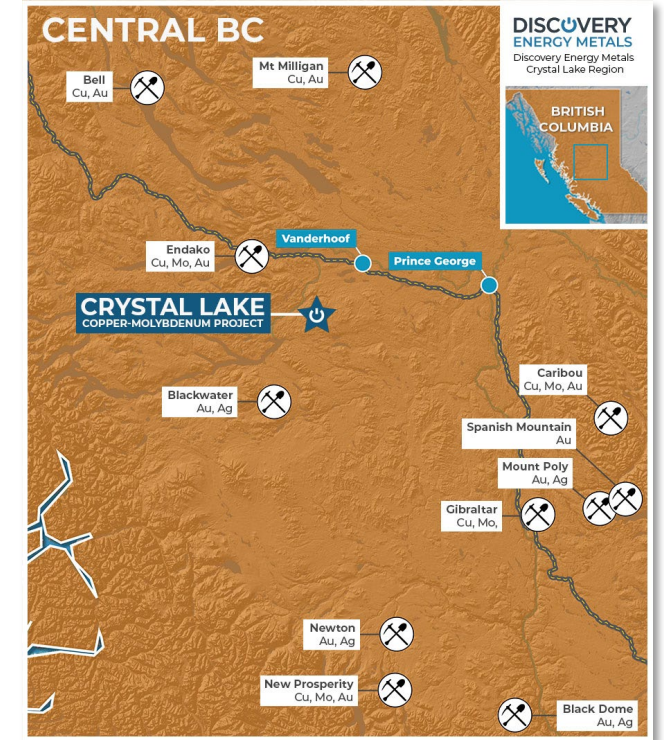 CENTRAL BC
DISCOVERY
ENERGY METALS
Discovery Energy Metals
Crystal Lake Region
BRITISH
COLUMBIA
Bell
Cu, Au
Mt Milligan
Cu, Au
Endako
Cu, Mo, Au
Vanderhoof
Prince George
CRYSTAL LAKE
COPPER-MOLYBDENUM PROJECT
Caribou
Cu, Mo, Au
Blackwater
Au, Ag
Spanish Mountain
Au
Mount Poly
Au, Ag
Gibraltar
Cu, Mo,
Newton
Au, Ag
New Prosperity
Cu, Mo, Au
Black Dome
Au, Ag